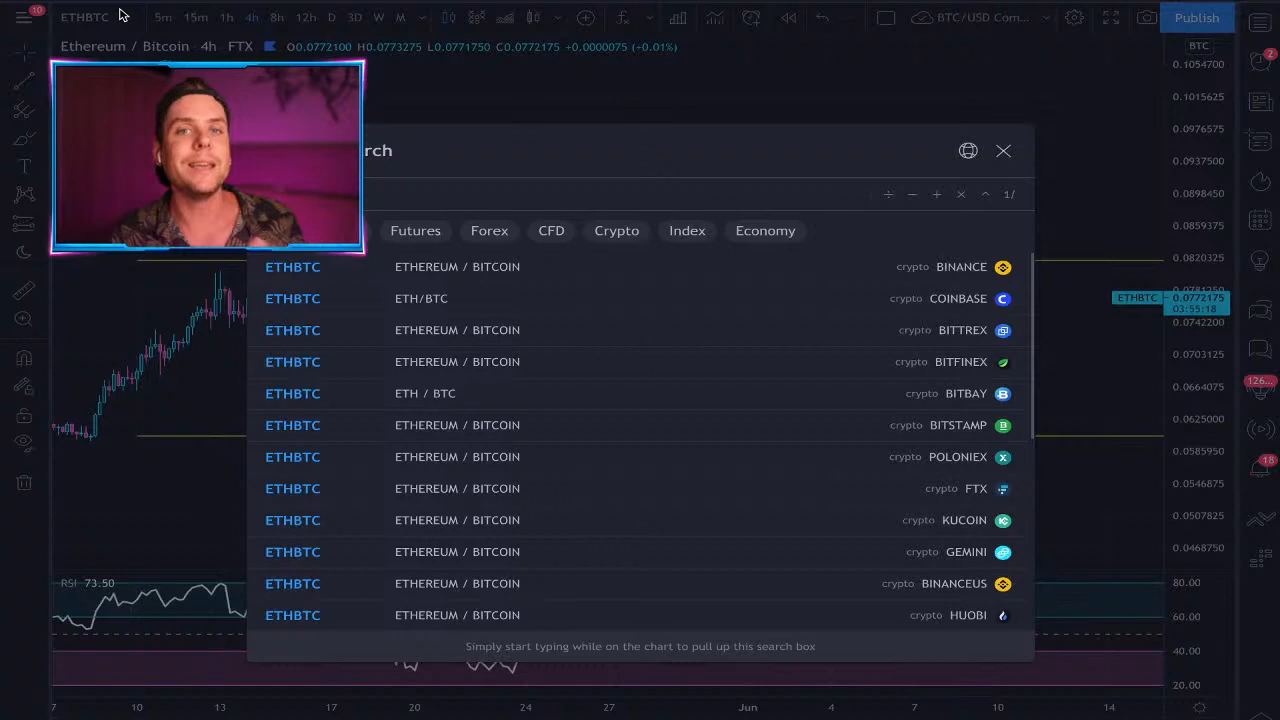 10
ETHBTC 5m 15m 1h 4h 8h 12h D 3D W M BTC/USD Com... Publish
Ethereum / Bitcoin · 4h · FTX O0.0772100 H0.0773275 L0.0771750 C0.0772175 +0.0000075 (+0.01%)
BTC
rch
1/
Futures Forex CFD Crypto Index Economy
ETHBTC ETHEREUM / BITCOIN crypto BINANCE
ETHBTC ETH/BTC crypto COINBASE
ETHBTC ETHEREUM / BITCOIN crypto BITTREX
ETHBTC ETHEREUM / BITCOIN crypto BITFINEX
ETHBTC ETH / BTC crypto BITBAY
ETHBTC ETHEREUM / BITCOIN crypto BITSTAMP
ETHBTC ETHEREUM / BITCOIN crypto POLONIEX
ETHBTC ETHEREUM / BITCOIN crypto FTX
ETHBTC ETHEREUM / BITCOIN crypto KUCOIN
ETHBTC ETHEREUM / BITCOIN crypto GEMINI
ETHBTC ETHEREUM / BITCOIN crypto BINANCEUS
ETHBTC ETHEREUM / BITCOIN crypto HUOBI
Simply start typing while on the chart to pull up this search box
0.1054700
0.1015625
0.0976575
0.0937500
0.0898450
0.0859375
0.0820325
0.0781250
ETHBTC 0.0772175
03:55:18
0.0742200
0.0703125
0.0664075
0.0625000
0.0585950
0.0546875
0.0507825
0.0468750
RSI 73.50
80.00
60.00
40.00
20.00
7 10 13 17 20 24 27 Jun 4 7 10 14
2
126...
18